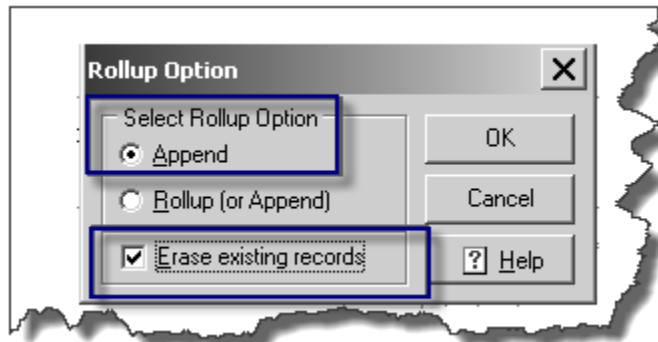 Rollup Option
Select Rollup Option
Append
OK
Rollup (or Append)
Cancel
Erase existing records
? Help